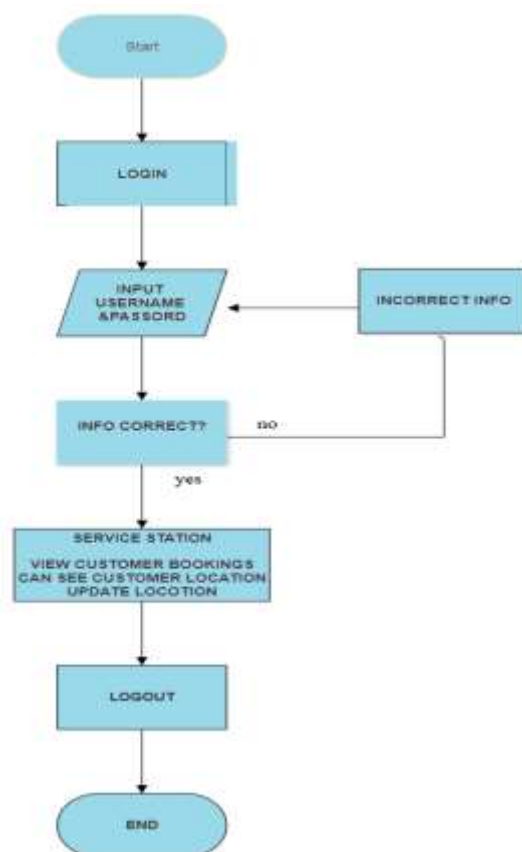 Start
LOGIN
INPUT
USERNAME
&PASSORD
INCORRECT INFO
INFO CORRECT?
no
yes
SERVICE STATION
VIEW CUSTOMER BOOKINGS
CAN SEE CUSTOMER LOCATION
UPDATE LOCOTION
LOGOUT
END